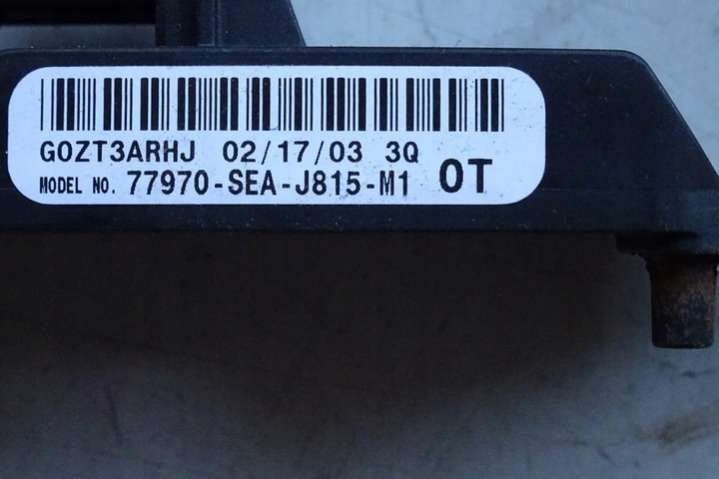 G0ZT3ARHJ 02/17/03 3Q
MODEL NO. 77970-SEA-J815-M1 0T